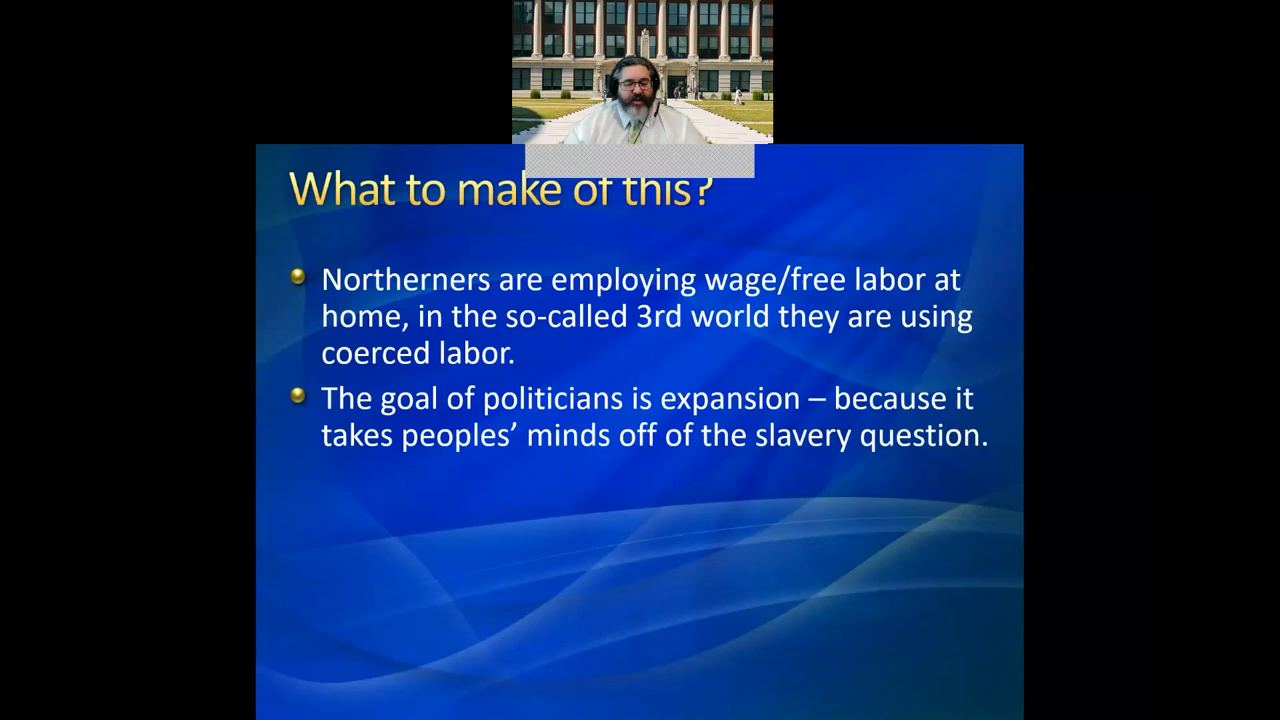 What to make of this?
Northerners are employing wage/free labor at
home, in the so-called 3rd world they are using
coerced labor.
The goal of politicians is expansion – because it
takes peoples’ minds off of the slavery question.